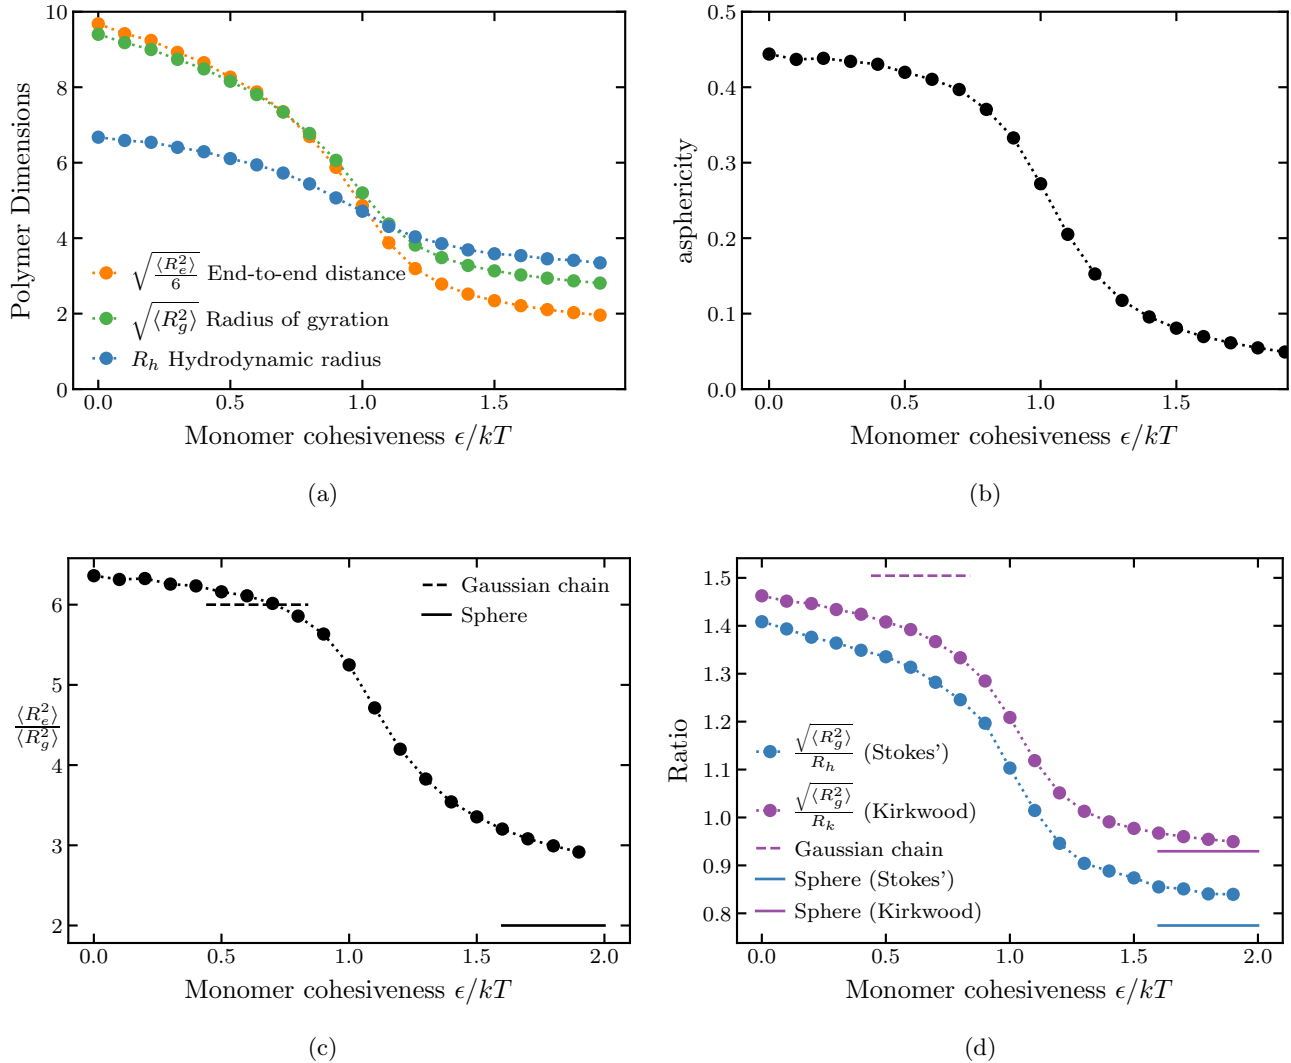 10
8
6
4
2
0
Polymer Dimensions
√⟨R_e^2⟩/6 End-to-end distance
√⟨R_g^2⟩ Radius of gyration
R_h Hydrodynamic radius
0.0 0.5 1.0 1.5
Monomer cohesiveness ϵ/kT
(a)
0.5
0.4
0.3
0.2
0.1
0.0
asphericity
0.0 0.5 1.0 1.5
Monomer cohesiveness ϵ/kT
(b)
6
5
4
3
2
⟨R_e^2⟩/⟨R_g^2⟩
Gaussian chain
Sphere
0.0 0.5 1.0 1.5 2.0
Monomer cohesiveness ϵ/kT
(c)
1.5
1.4
1.3
1.2
1.1
1.0
0.9
0.8
Ratio
√⟨R_g^2⟩/R_h (Stokes')
√⟨R_g^2⟩/R_k (Kirkwood)
Gaussian chain
Sphere (Stokes')
Sphere (Kirkwood)
0.0 0.5 1.0 1.5 2.0
Monomer cohesiveness ϵ/kT
(d)